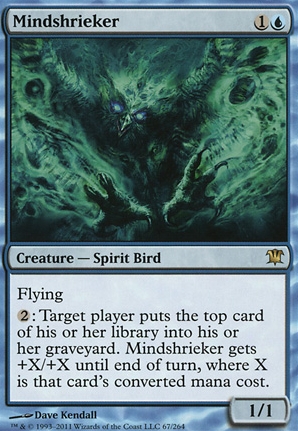 Mindshrieker 1
Creature — Spirit Bird
Flying
2: Target player puts the top card
of his or her library into his or
her graveyard. Mindshrieker gets
+X/+X until end of turn, where X
is that card's converted mana cost.
Dave Kendall
1/1
™ & © 1993–2011 Wizards of the Coast LLC 67/264